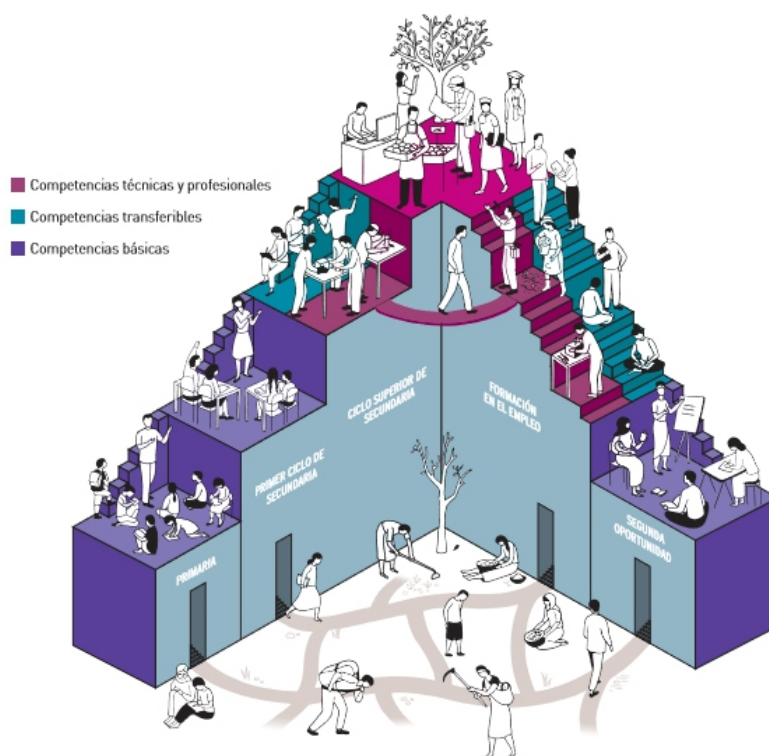 Competencias técnicas y profesionales
Competencias transferibles
Competencias básicas
PRIMARIA
PRIMER CICLO DE
SECUNDARIA
CICLO SUPERIOR DE
SECUNDARIA
FORMACIÓN
EN EL EMPLEO
SEGUNDA
OPORTUNIDAD